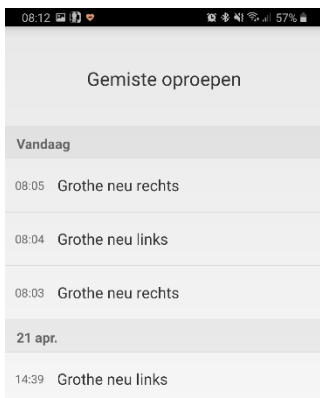 08:12 57%
Gemiste oproepen
Vandaag
08:05 Grothe neu rechts
08:04 Grothe neu links
08:03 Grothe neu rechts
21 apr.
14:39 Grothe neu links